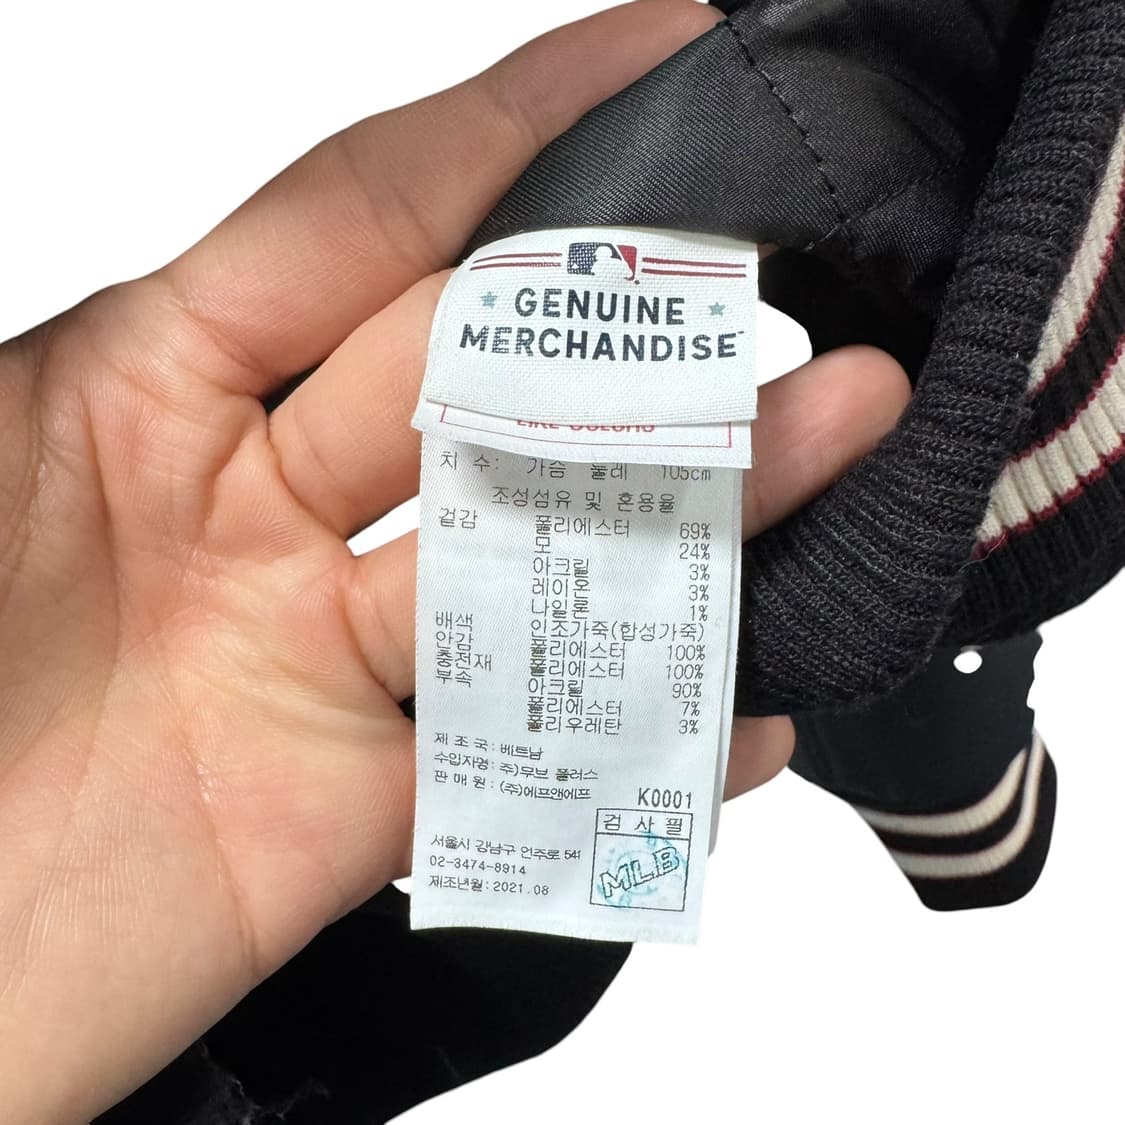 GENUINE
MERCHANDISE™
LIKE COLORS
치 수: 가슴 둘레 105cm
조성섬유 및 혼용율
겉감 폴리에스터 69%
모 24%
아크릴 3%
레이온 3%
나일론 1%
배색 인조가죽(합성가죽)
안감 폴리에스터 100%
충전재 폴리에스터 100%
부속 아크릴 90%
폴리에스터 7%
폴리우레탄 3%
제 조 국: 베트남
수입자명: 주)무브 플러스
판 매 원: (주)에프앤에프
K0001
검 사 필
MLB
서울시 강남구 언주로 541
02-3474-8914
제조년월: 2021.08